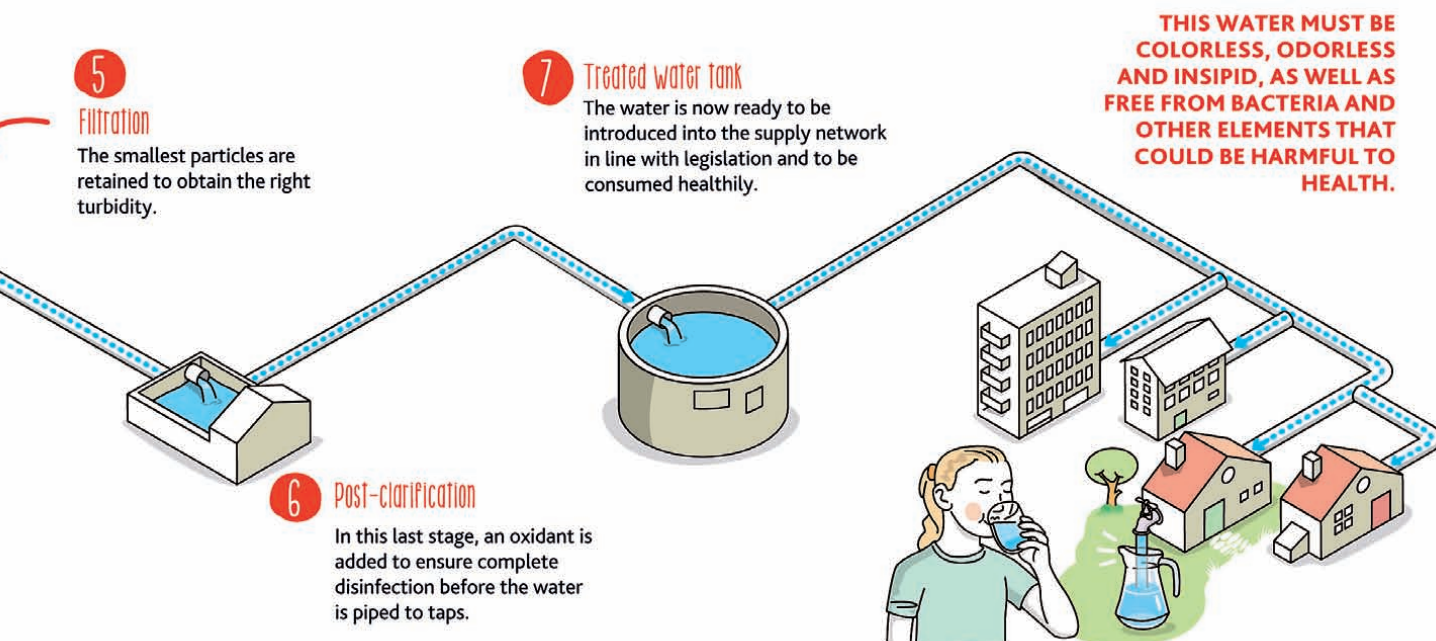 5
Filtration
The smallest particles are
retained to obtain the right
turbidity.
6
Post-clarification
In this last stage, an oxidant is
added to ensure complete
disinfection before the water
is piped to taps.
7
Treated water tank
The water is now ready to be
introduced into the supply network
in line with legislation and to be
consumed healthily.
THIS WATER MUST BE
COLORLESS, ODORLESS
AND INSIPID, AS WELL AS
FREE FROM BACTERIA AND
OTHER ELEMENTS THAT
COULD BE HARMFUL TO
HEALTH.